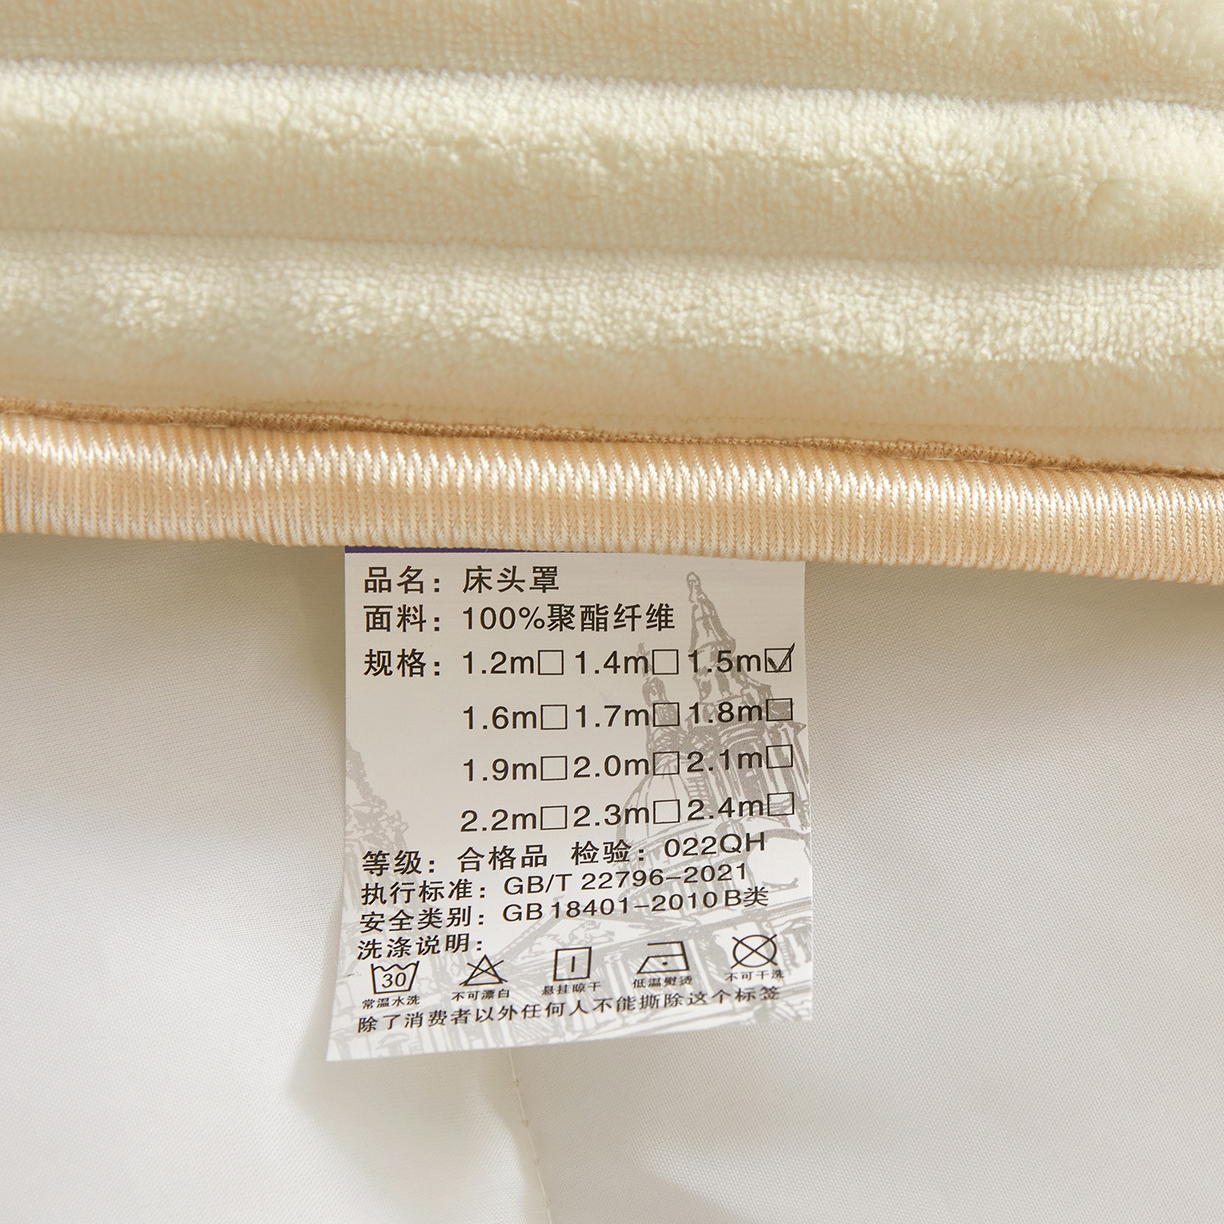 品名：床头罩
面料：100%聚酯纤维
规格：1.2m□ 1.4m□ 1.5m☑
1.6m□ 1.7m□ 1.8m□
1.9m□ 2.0m□ 2.1m□
2.2m□ 2.3m□ 2.4m□
等级：合格品 检验：022QH
执行标准：GB/T 22796-2021
安全类别：GB 18401-2010 B类
洗涤说明：
30
常温水洗 不可漂白 悬挂晾干 低温熨烫 不可干洗
除了消费者以外任何人不能撕除这个标签